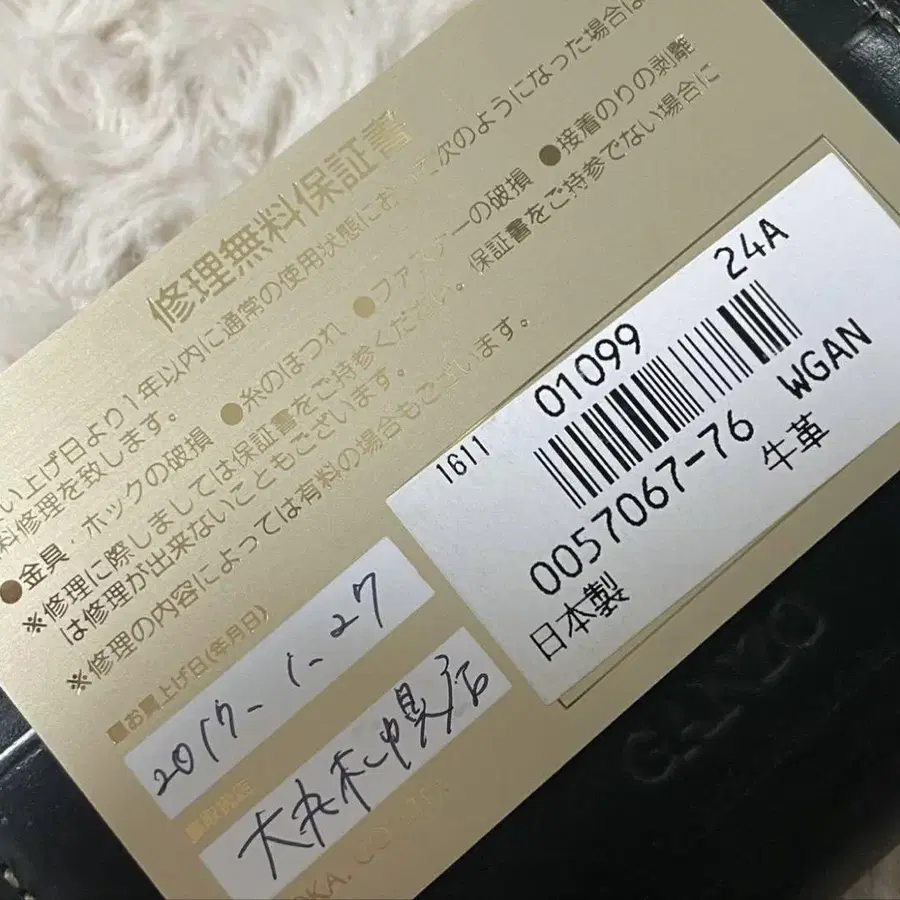 修理無料保証書
い上げ日より1年以内に通常の使用状態にお 次のようになった場合は
料修理を致します。
●金具・ホックの破損 ●糸のほつれ ●ファスナーの破損 ●接着のりの剥離
※修理に際しましては保証書をご持参ください。保証書をご持参でない場合に
は修理が出来ないこともございます。
※修理の内容によっては有料の場合もございます。
■お買上げ日(年月日)
2017-1-27
■取扱店
大丸札幌店
OKA. CO
1611 01099 24A
0057067-76 WGAN
日本製 牛革
GANZO